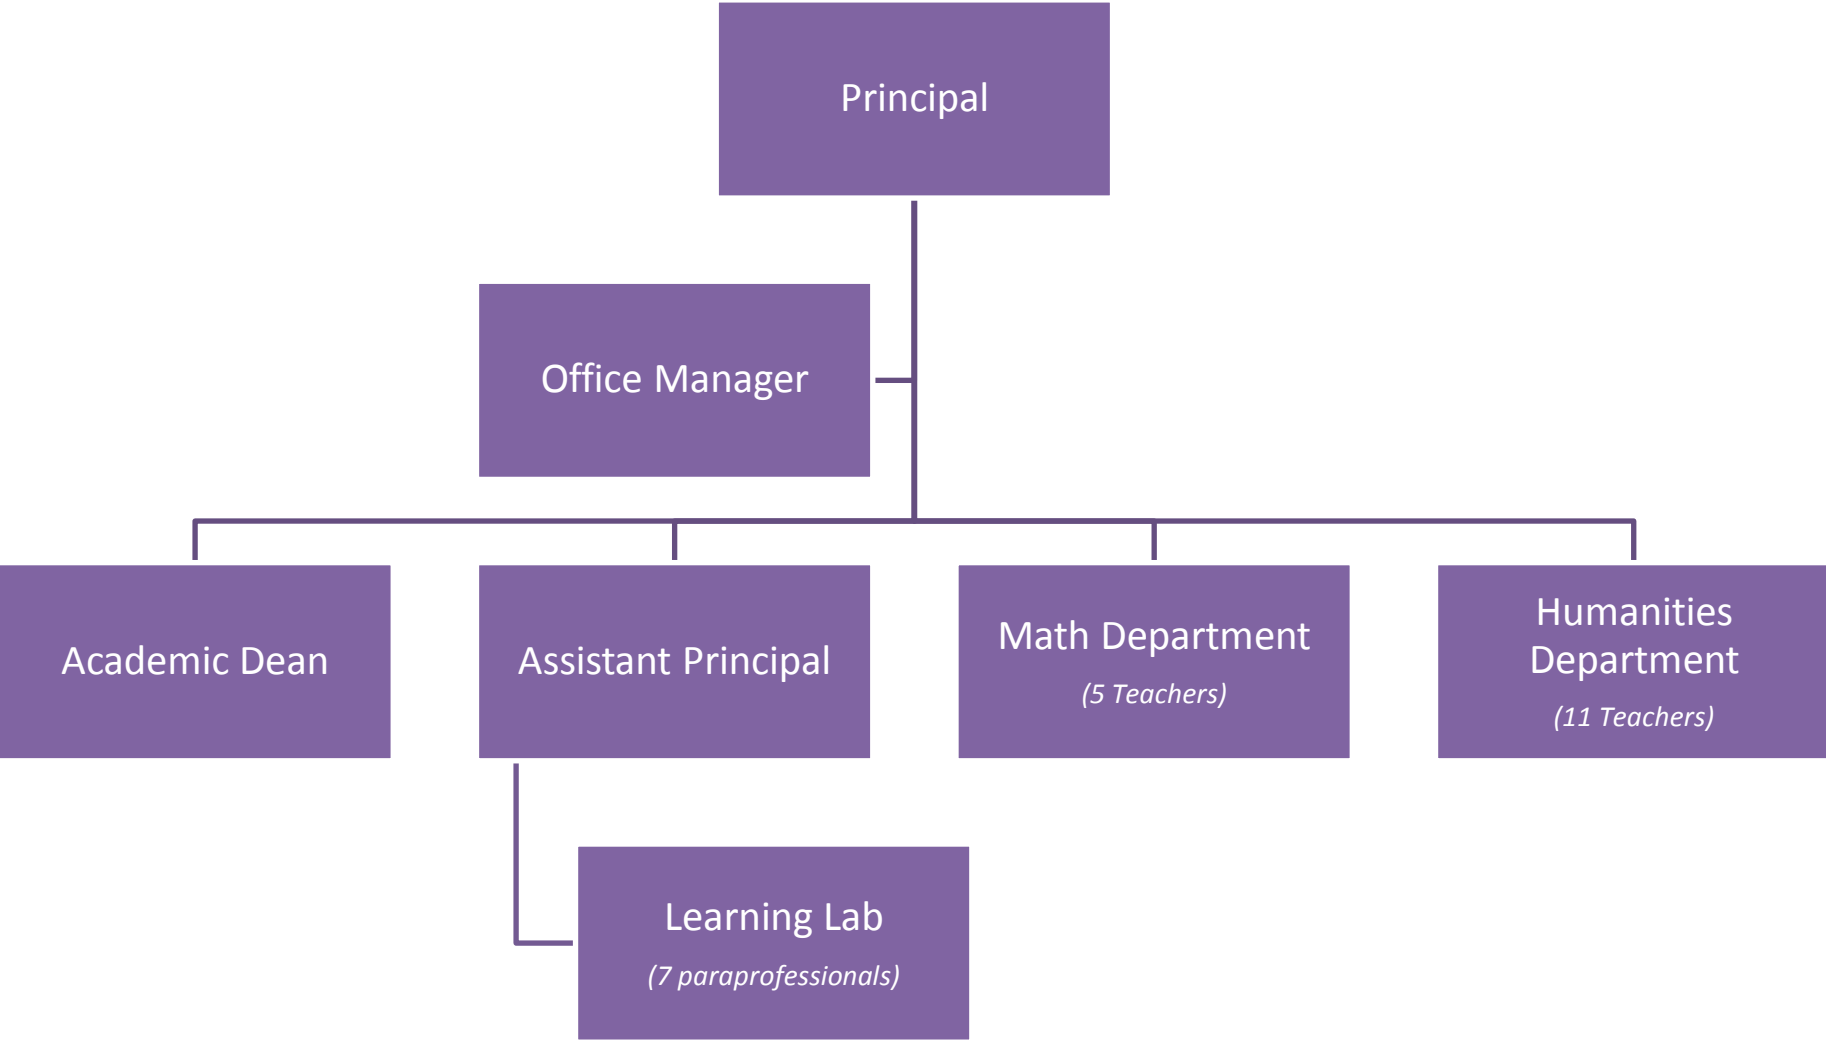 Principal
Office Manager
Academic Dean
Assistant Principal
Math Department
(5 Teachers)
Humanities
Department
(11 Teachers)
Learning Lab
(7 paraprofessionals)